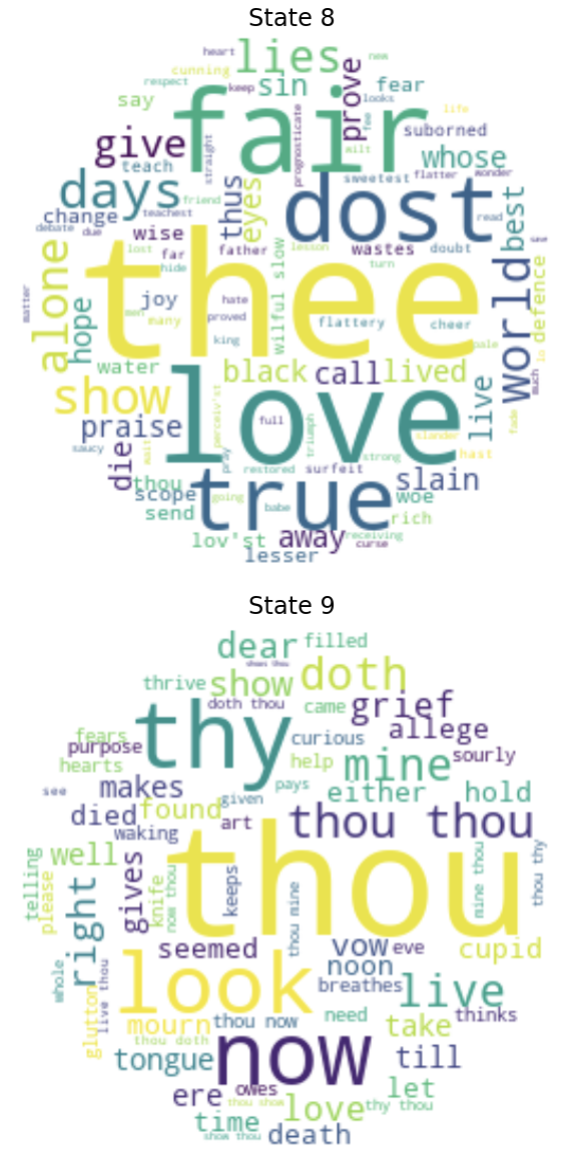 State 8
heart
lies
new
cunning
respect
keep
sin
prove
fear
looks
say
fair
fee
life
prognosticate
suborned
straight
give
wilt
whose
teach
thus
eyes
sweetest
flatter
wonder
days
friend
dost
read
best
change
teachest
debate
due
wise
save
lost
far
father
lesson
wastes
doubt
alone
hide
thee
turn
world
defence
matter
hope
joy
hate
wilful
slow
men
many
proved
flattery
cheer
king
pale
lo
much
water
black
call
lived
live
show
perceiv'st
love
fade
praise
full
triumph
slander
saucy
wait
die
pray
strong
hast
thou
restored
surfeit
slain
scope
going
true
woe
send
babe
rich
lov'st
away
receiving
curse
lesser
State 9
dear
filled
shows thou
thrive
show
doth
doth thou
came
grief
thy
allege
fears
curious
purpose
hearts
help
mine
sourly
see
makes
pays
either
hold
given
died
found
art
thou thou
waking
thou
telling
please
well
gives
knife
now thou
keeps
mine thou
thou thy
right
thou mine
seemed
vow
eve
cupid
whole
noon
look
breathes
live
glutton
live thou
mourn
thou now
need
take
thinks
thou doth
now
tongue
till
ere
owes
let
thou show
love
thy thou
time
show thou
death